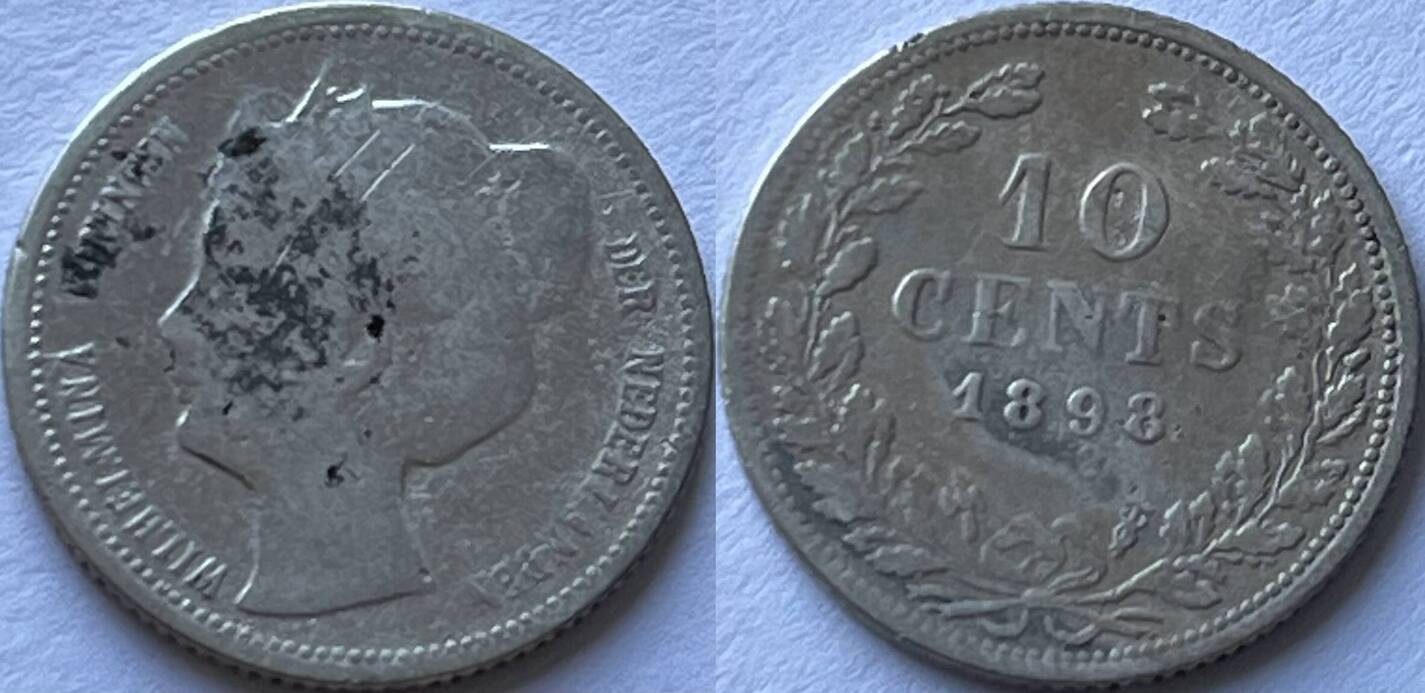 WILHELMINA KONINGIN
DER NEDERLANDEN
10
CENTS
1898